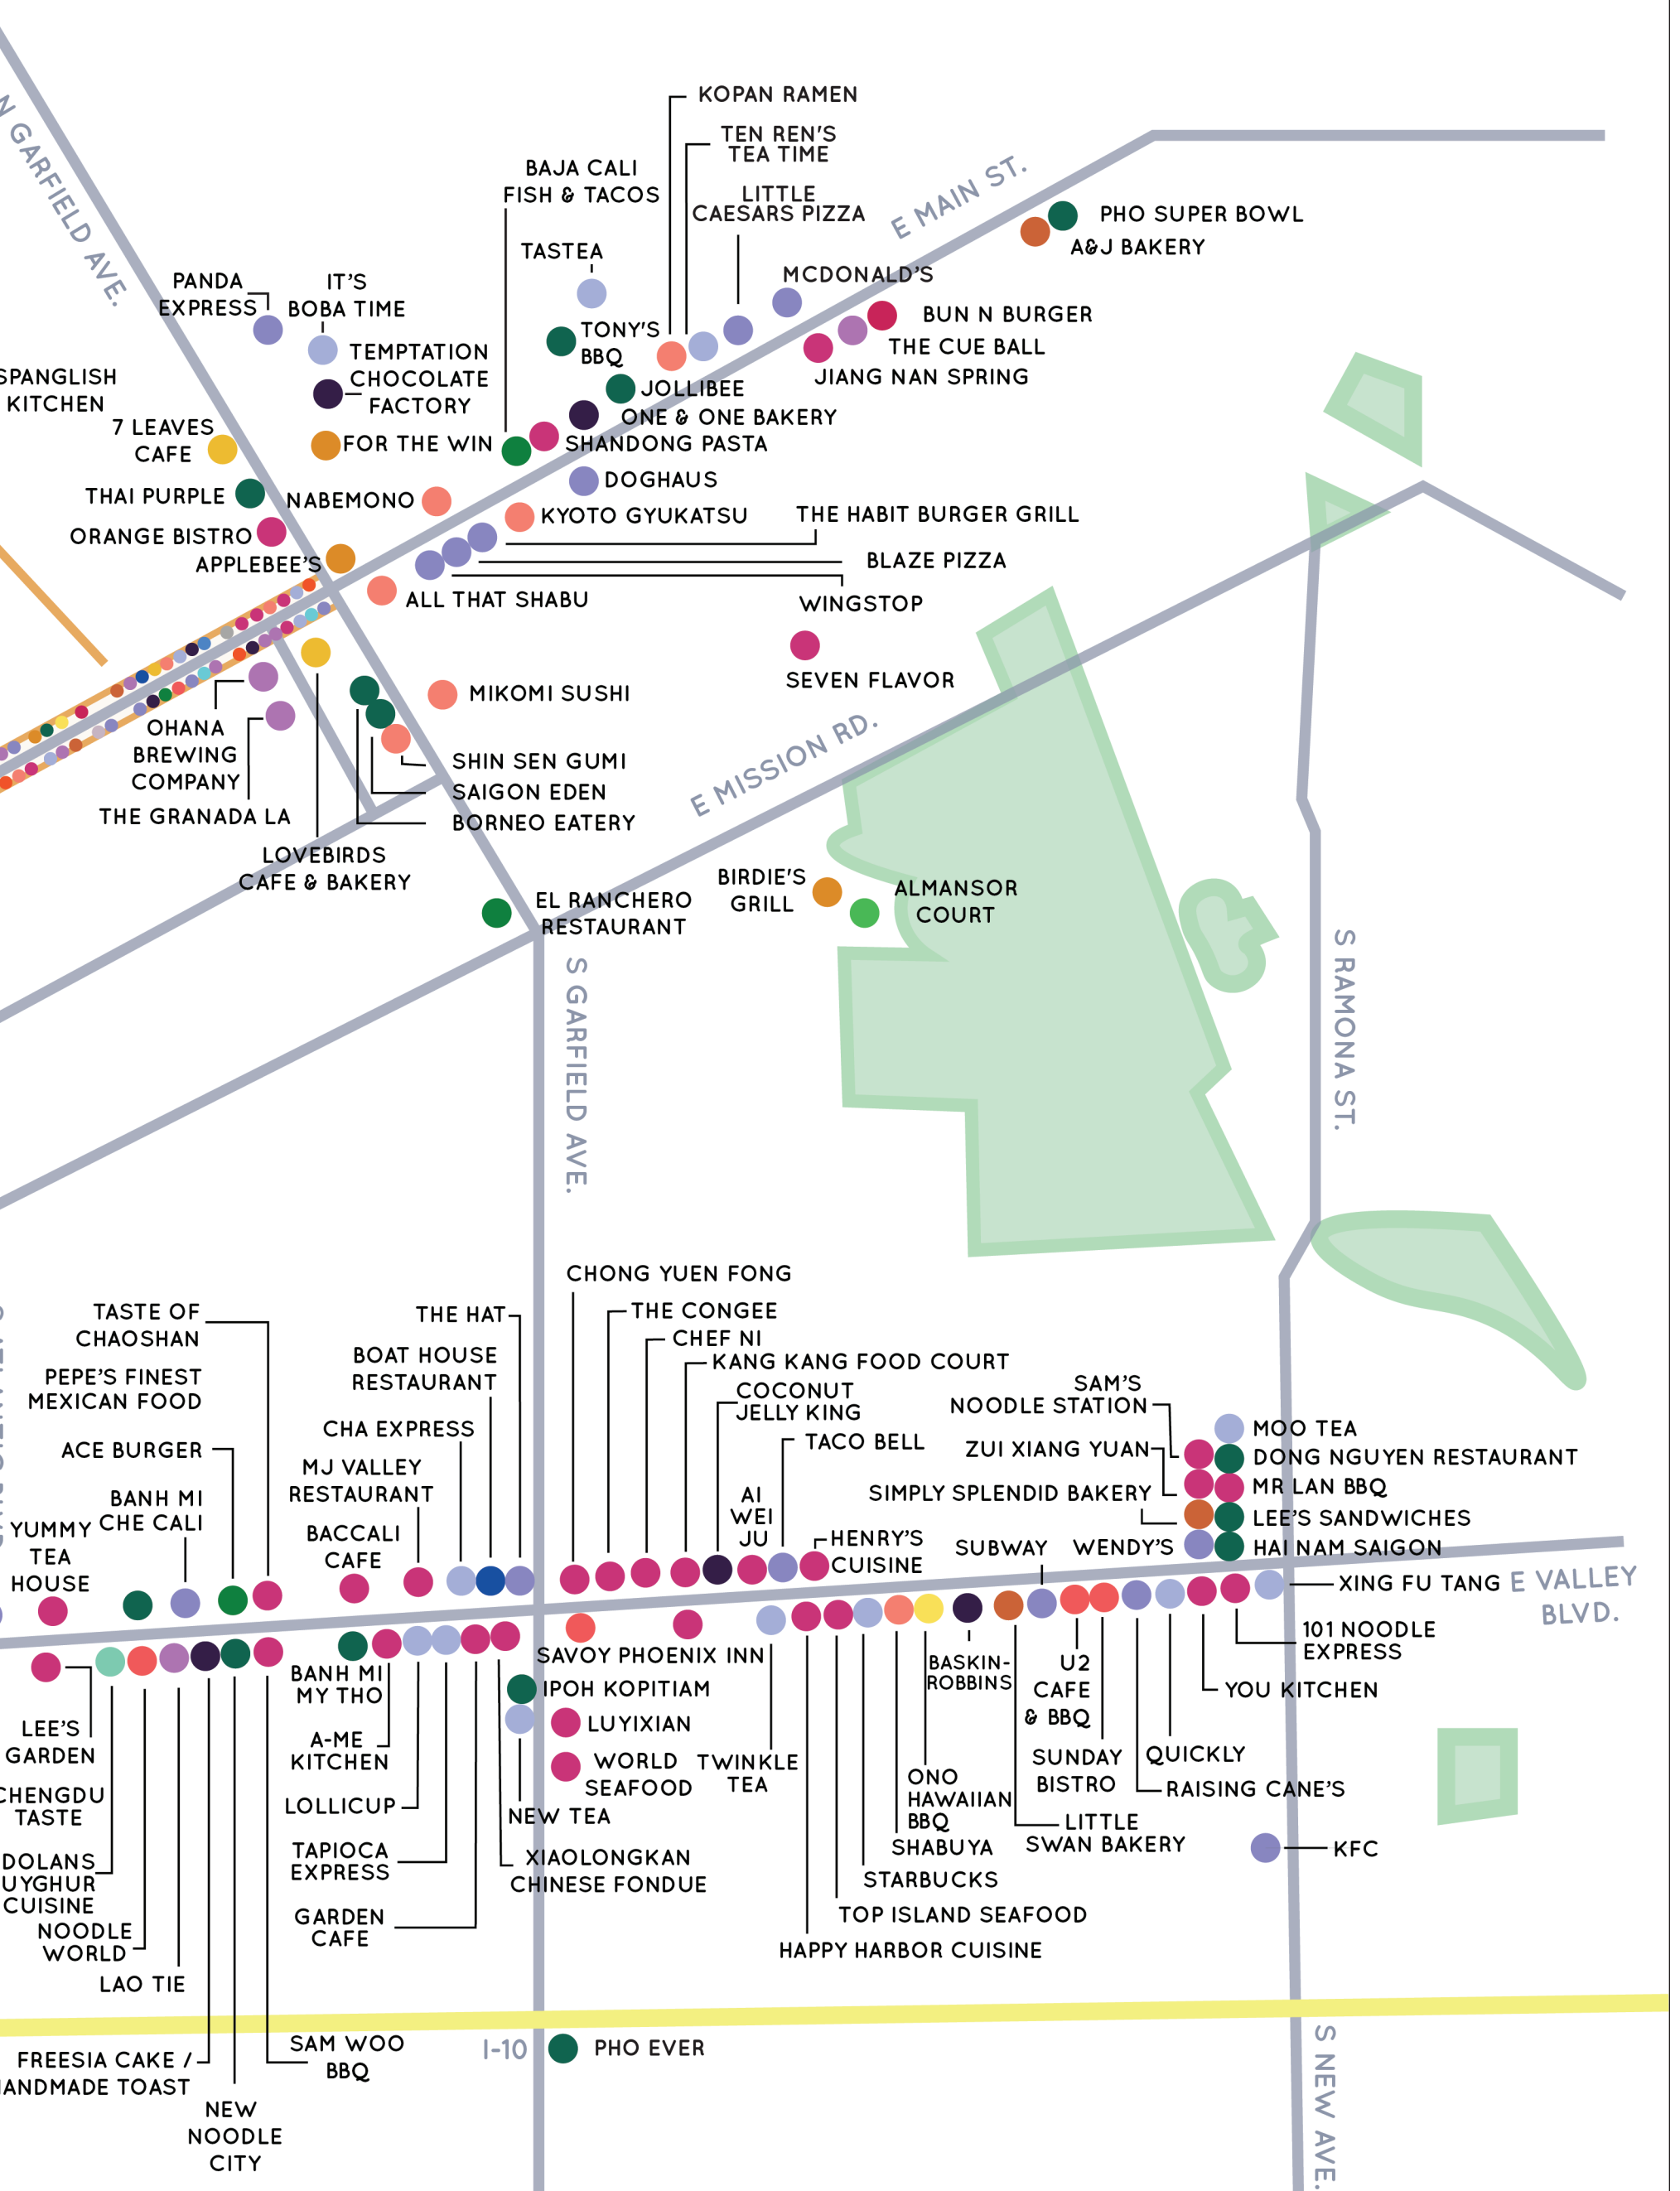 KOPAN RAMEN
TEN REN'S
TEA TIME
BAJA CALI
FISH & TACOS
LITTLE
CAESARS PIZZA
E MAIN ST.
N GARFIELD AVE.
PHO SUPER BOWL
A&J BAKERY
TASTEA
MCDONALD'S
PANDA
EXPRESS
IT'S
BOBA TIME
BUN N BURGER
THE CUE BALL
JIANG NAN SPRING
TONY'S
BBQ
TEMPTATION
CHOCOLATE
FACTORY
SPANGLISH
KITCHEN
JOLLIBEE
ONE & ONE BAKERY
7 LEAVES
CAFE
FOR THE WIN
SHANDONG PASTA
DOGHAUS
THAI PURPLE
NABEMONO
KYOTO GYUKATSU
THE HABIT BURGER GRILL
ORANGE BISTRO
APPLEBEE'S
BLAZE PIZZA
ALL THAT SHABU
WINGSTOP
SEVEN FLAVOR
MIKOMI SUSHI
OHANA
BREWING
COMPANY
THE GRANADA LA
SHIN SEN GUMI
SAIGON EDEN
BORNEO EATERY
E MISSION RD.
LOVEBIRDS
CAFE & BAKERY
EL RANCHERO
RESTAURANT
BIRDIE'S
GRILL
ALMANSOR
COURT
S GARFIELD AVE.
S RAMONA ST.
CHONG YUEN FONG
TASTE OF
CHAOSHAN
THE HAT
THE CONGEE
CHEF NI
BOAT HOUSE
RESTAURANT
KANG KANG FOOD COURT
PEPE'S FINEST
MEXICAN FOOD
COCONUT
JELLY KING
SAM'S
NOODLE STATION
CHA EXPRESS
TACO BELL
MOO TEA
ACE BURGER
ZUI XIANG YUAN
DONG NGUYEN RESTAURANT
MJ VALLEY
RESTAURANT
SIMPLY SPLENDID BAKERY
MR LAN BBQ
BANH MI
CHE CALI
AI
WEI
JU
LEE'S SANDWICHES
YUMMY
TEA
HOUSE
BACCALI
CAFE
HENRY'S
CUISINE
SUBWAY
WENDY'S
HAI NAM SAIGON
XING FU TANG
E VALLEY
BLVD.
101 NOODLE
EXPRESS
SAVOY PHOENIX INN
BASKIN-
ROBBINS
U2
CAFE
& BBQ
YOU KITCHEN
BANH MI
MY THO
IPOH KOPITIAM
LUYIXIAN
LEE'S
GARDEN
A-ME
KITCHEN
WORLD
SEAFOOD
TWINKLE
TEA
SUNDAY
BISTRO
QUICKLY
RAISING CANE'S
CHENGDU
TASTE
LOLLICUP
NEW TEA
ONO
HAWAIIAN
BBQ
LITTLE
SWAN BAKERY
SHABUYA
KFC
DOLANS
UYGHUR
CUISINE
TAPIOCA
EXPRESS
XIAOLONGKAN
CHINESE FONDUE
STARBUCKS
NOODLE
WORLD
GARDEN
CAFE
TOP ISLAND SEAFOOD
HAPPY HARBOR CUISINE
LAO TIE
I-10
PHO EVER
FREESIA CAKE /
ANDMADE TOAST
SAM WOO
BBQ
NEW
NOODLE
CITY
S NEW AVE.